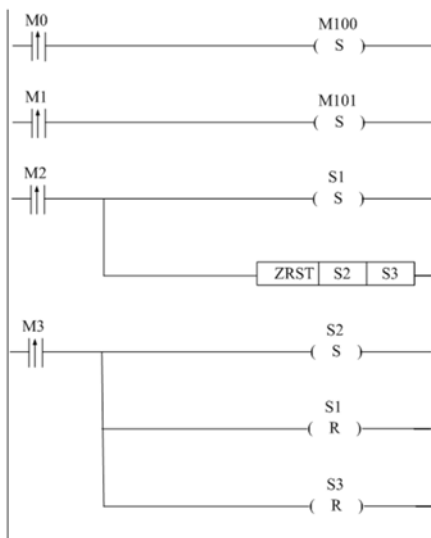 M0 M100
( S )
M1 M101
( S )
M2 S1
( S )
ZRST S2 S3
M3 S2
( S )
S1
( R )
S3
( R )